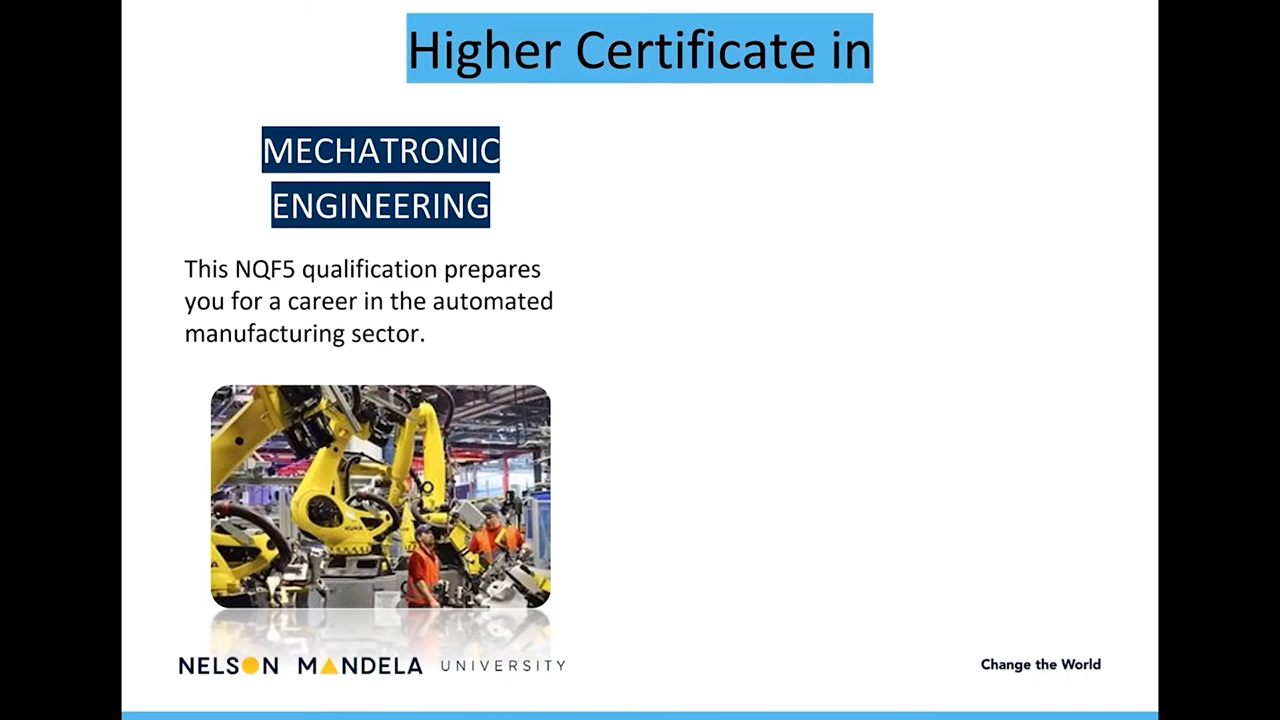 Higher Certificate in
MECHATRONIC
ENGINEERING
This NQF5 qualification prepares
you for a career in the automated
manufacturing sector.
KUKA
NELSON MANDELA UNIVERSITY
Change the World